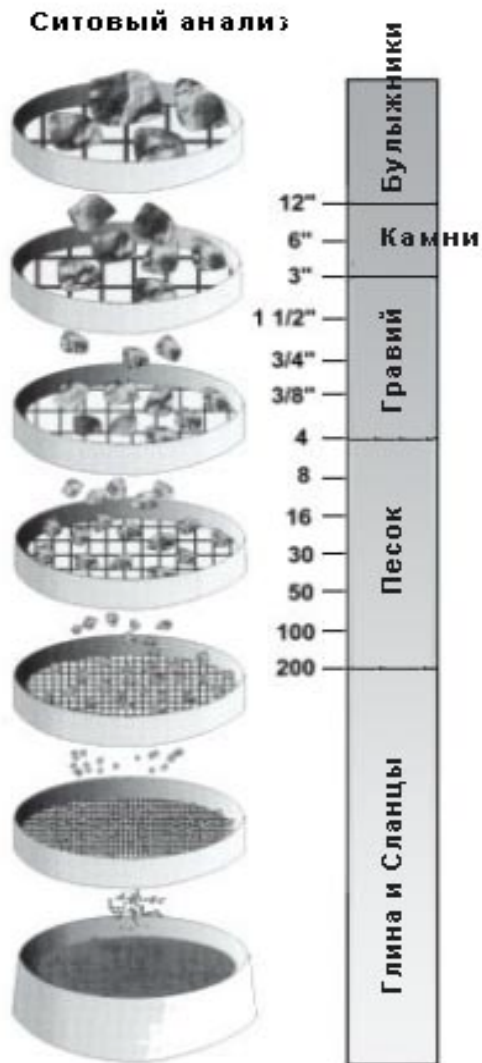 Ситовый анализ
Булыжники
12"
6"
Камни
3"
1 1/2"
3/4"
3/8"
Гравий
4
8
16
30
50
100
Песок
200
Глина и Сланцы